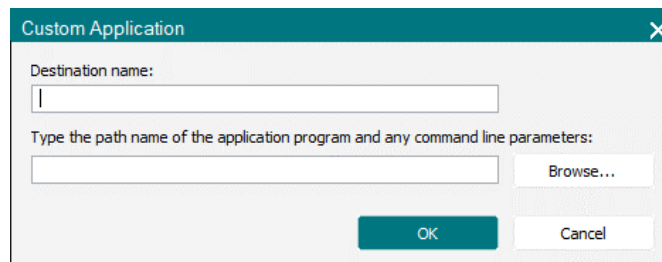 Custom Application
Destination name:
Type the path name of the application program and any command line parameters:
Browse...
OK
Cancel